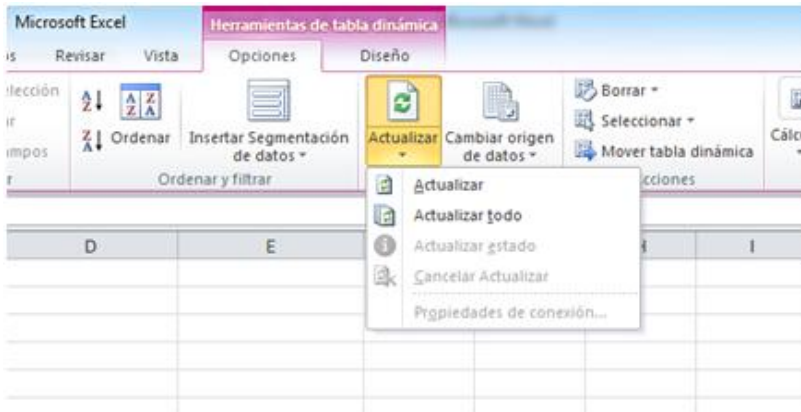 Microsoft Excel
Herramientas de tabla dinámica
Revisar
Vista
Opciones
Diseño
Ordenar
Insertar Segmentación
de datos
Actualizar
Cambiar origen
de datos
Borrar
Seleccionar
Mover tabla dinámica
Ordenar y filtrar
Actualizar
Actualizar todo
Actualizar estado
Cancelar Actualizar
Propiedades de conexión...
D
E
H
I